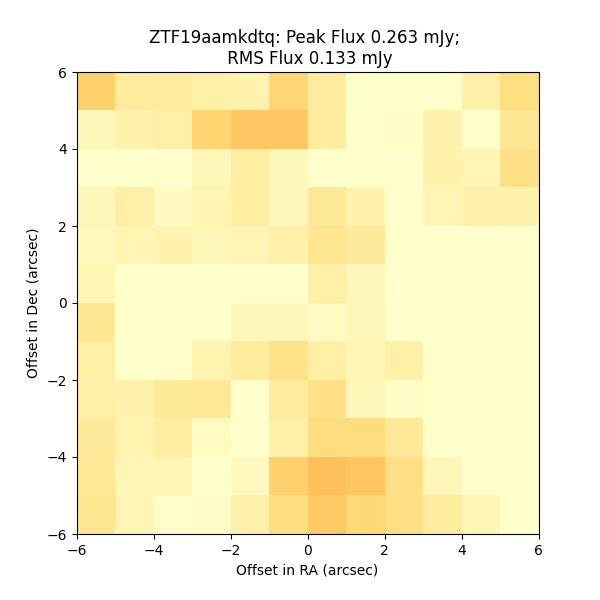 ZTF19aamkdtq: Peak Flux 0.263 mJy;
RMS Flux 0.133 mJy
6
4
2
0
−2
−4
−6
Offset in Dec (arcsec)
−6 −4 −2 0 2 4 6
Offset in RA (arcsec)